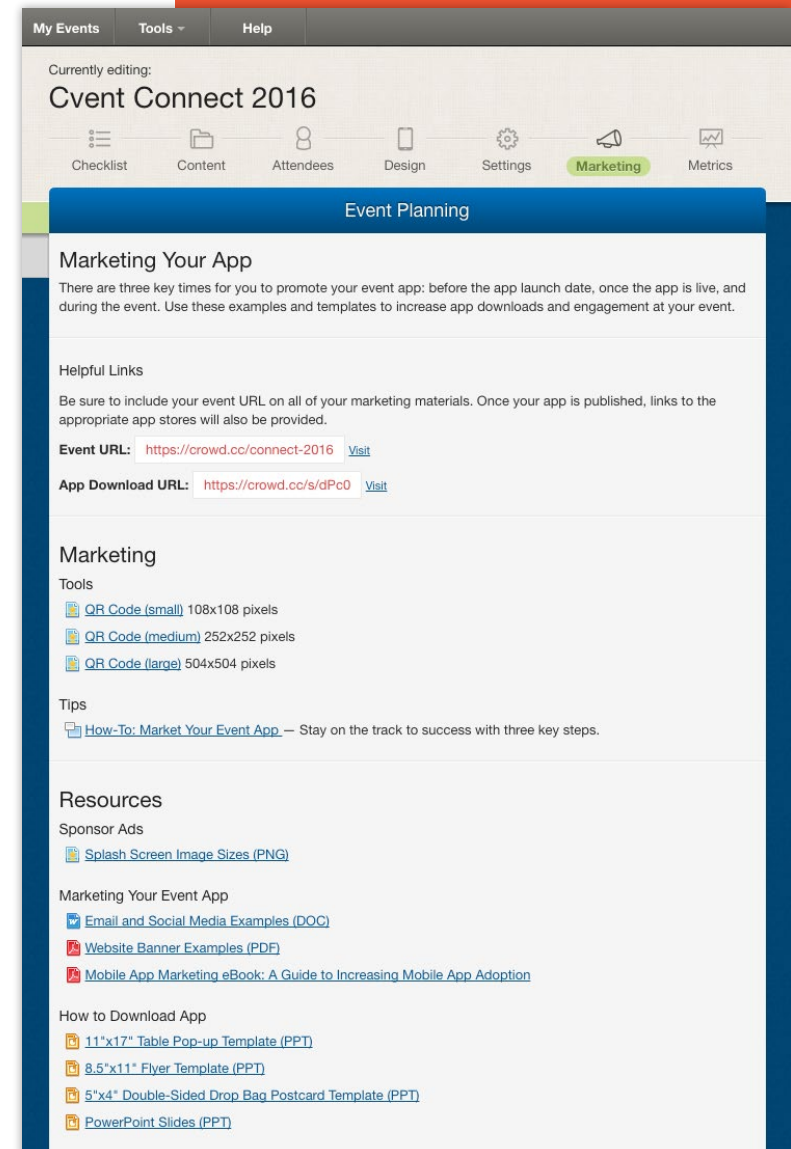 My Events Tools Help
Currently editing:
Cvent Connect 2016
Checklist Content Attendees Design Settings Marketing Metrics
Event Planning
Marketing Your App
There are three key times for you to promote your event app: before the app launch date, once the app is live, and
during the event. Use these examples and templates to increase app downloads and engagement at your event.
Helpful Links
Be sure to include your event URL on all of your marketing materials. Once your app is published, links to the
appropriate app stores will also be provided.
Event URL: https://crowd.cc/connect-2016 Visit
App Download URL: https://crowd.cc/s/dPc0 Visit
Marketing
Tools
QR Code (small) 108x108 pixels
QR Code (medium) 252x252 pixels
QR Code (large) 504x504 pixels
Tips
How-To: Market Your Event App — Stay on the track to success with three key steps.
Resources
Sponsor Ads
Splash Screen Image Sizes (PNG)
Marketing Your Event App
Email and Social Media Examples (DOC)
Website Banner Examples (PDF)
Mobile App Marketing eBook: A Guide to Increasing Mobile App Adoption
How to Download App
11"x17" Table Pop-up Template (PPT)
8.5"x11" Flyer Template (PPT)
5"x4" Double-Sided Drop Bag Postcard Template (PPT)
PowerPoint Slides (PPT)